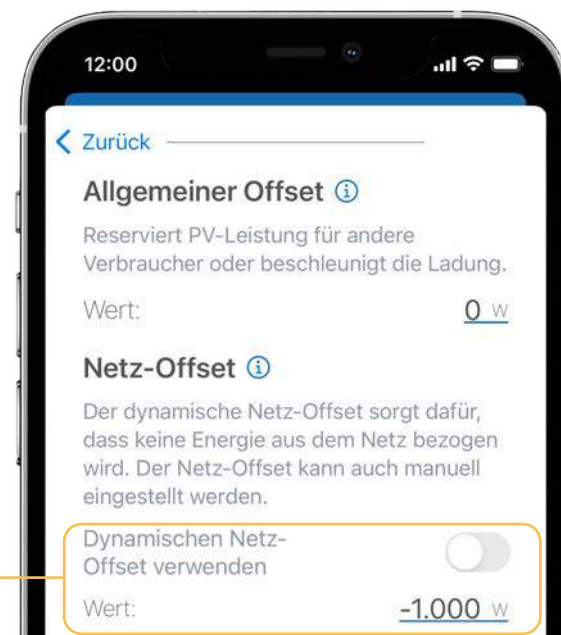 12:00
Zurück
Allgemeiner Offset
Reserviert PV-Leistung für andere
Verbraucher oder beschleunigt die Ladung.
Wert: 0 W
Netz-Offset
Der dynamische Netz-Offset sorgt dafür,
dass keine Energie aus dem Netz bezogen
wird. Der Netz-Offset kann auch manuell
eingestellt werden.
Dynamischen Netz-
Offset verwenden
Wert: -1.000 W